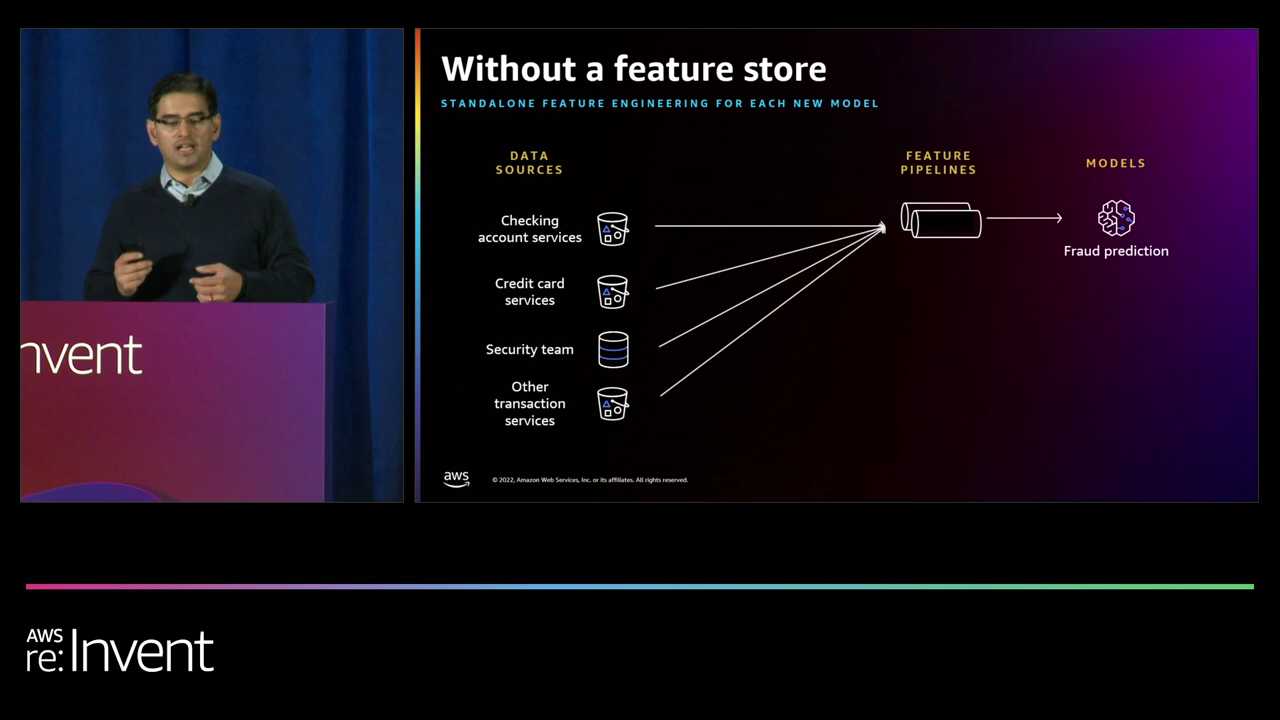 Without a feature store
STANDALONE FEATURE ENGINEERING FOR EACH NEW MODEL
DATA
SOURCES
FEATURE
PIPELINES
MODELS
Checking
account services
Fraud prediction
Credit card
services
Security team
Other
transaction
services
aws
© 2022, Amazon Web Services, Inc. or its affiliates. All rights reserved.
nvent
AWS
re:Invent